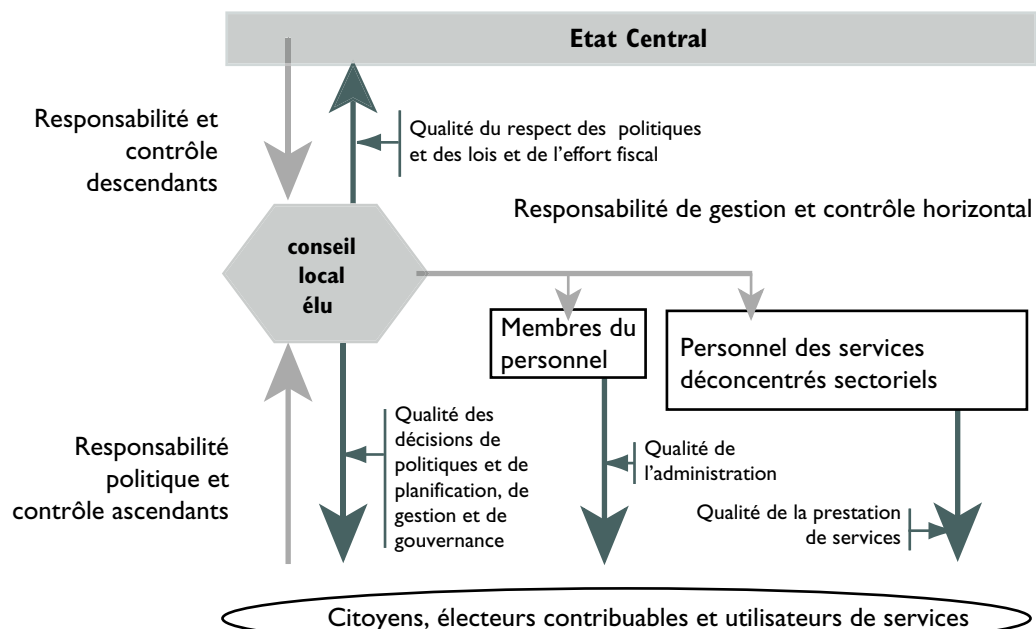 Etat Central
Responsabilité et
contrôle
descendants
Qualité du respect des politiques
et des lois et de l'effort fiscal
Responsabilité de gestion et contrôle horizontal
conseil
local
élu
Membres du
personnel
Personnel des services
déconcentrés sectoriels
Responsabilité
politique et
contrôle ascendants
Qualité des
décisions de
politiques et de
planification, de
gestion et de
gouvernance
Qualité de
l'administration
Qualité de la prestation
de services
Citoyens, électeurs contribuables et utilisateurs de services